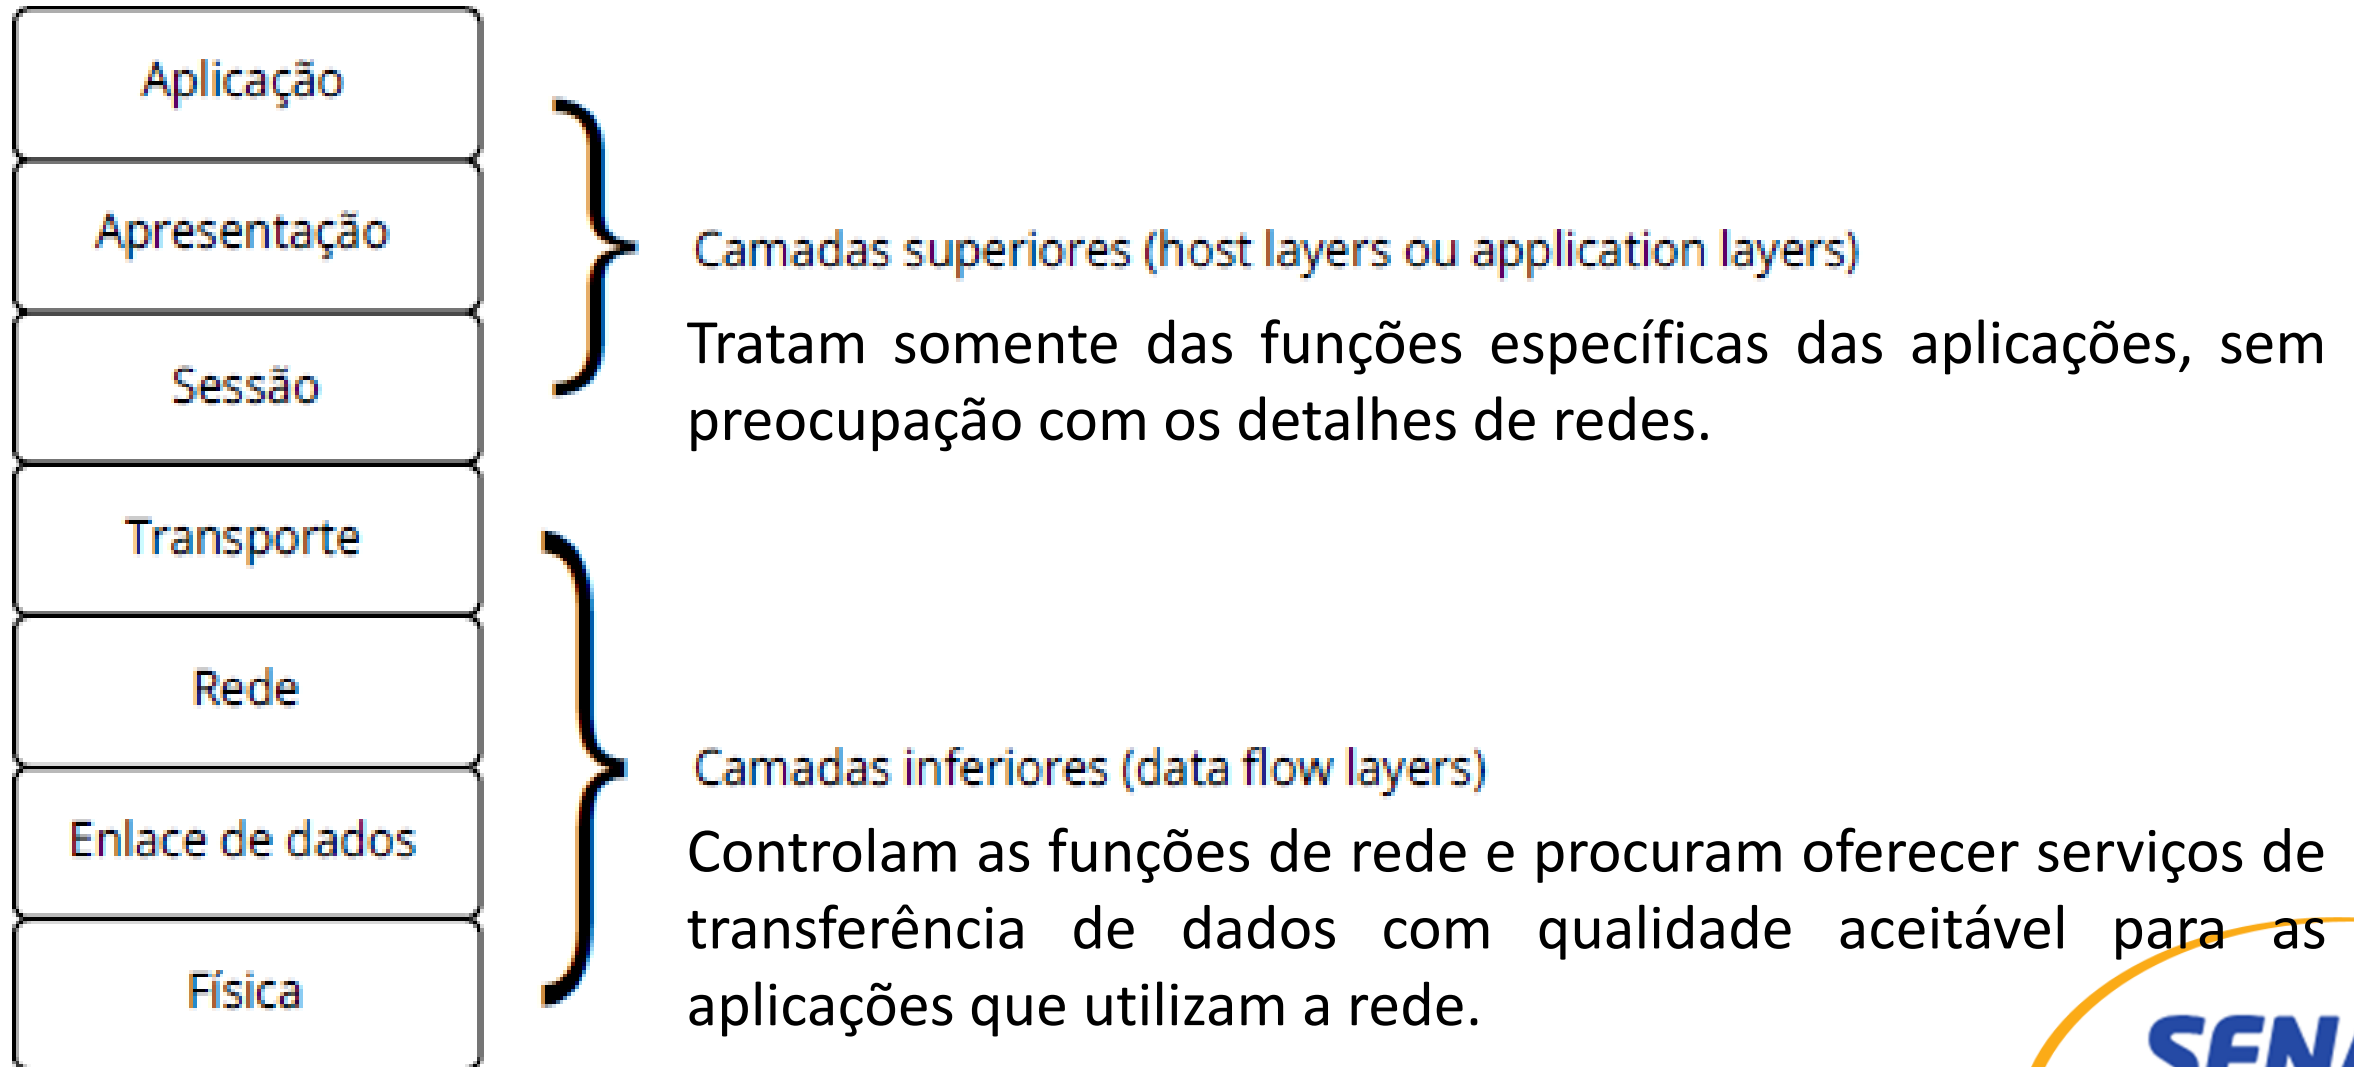 Aplicação
Apresentação
Sessão
Transporte
Rede
Enlace de dados
Física
Camadas superiores (host layers ou application layers)
Tratam somente das funções específicas das aplicações, sem
preocupação com os detalhes de redes.
Camadas inferiores (data flow layers)
Controlam as funções de rede e procuram oferecer serviços de
transferência de dados com qualidade aceitável para as
aplicações que utilizam a rede.